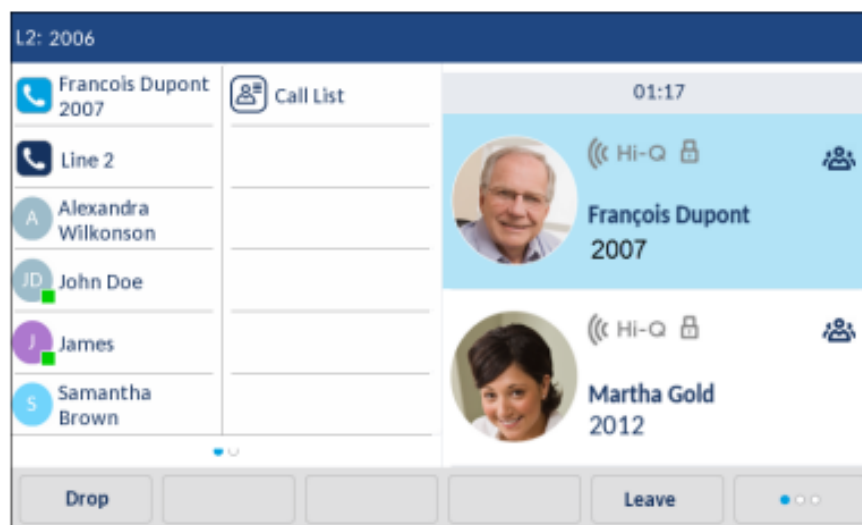 L2: 2006
Francois Dupont
2007
Line 2
A
Alexandra
Wilkonson
JD
John Doe
J
James
S
Samantha
Brown
Call List
01:17
Hi-Q
François Dupont
2007
Hi-Q
Martha Gold
2012
Drop
Leave